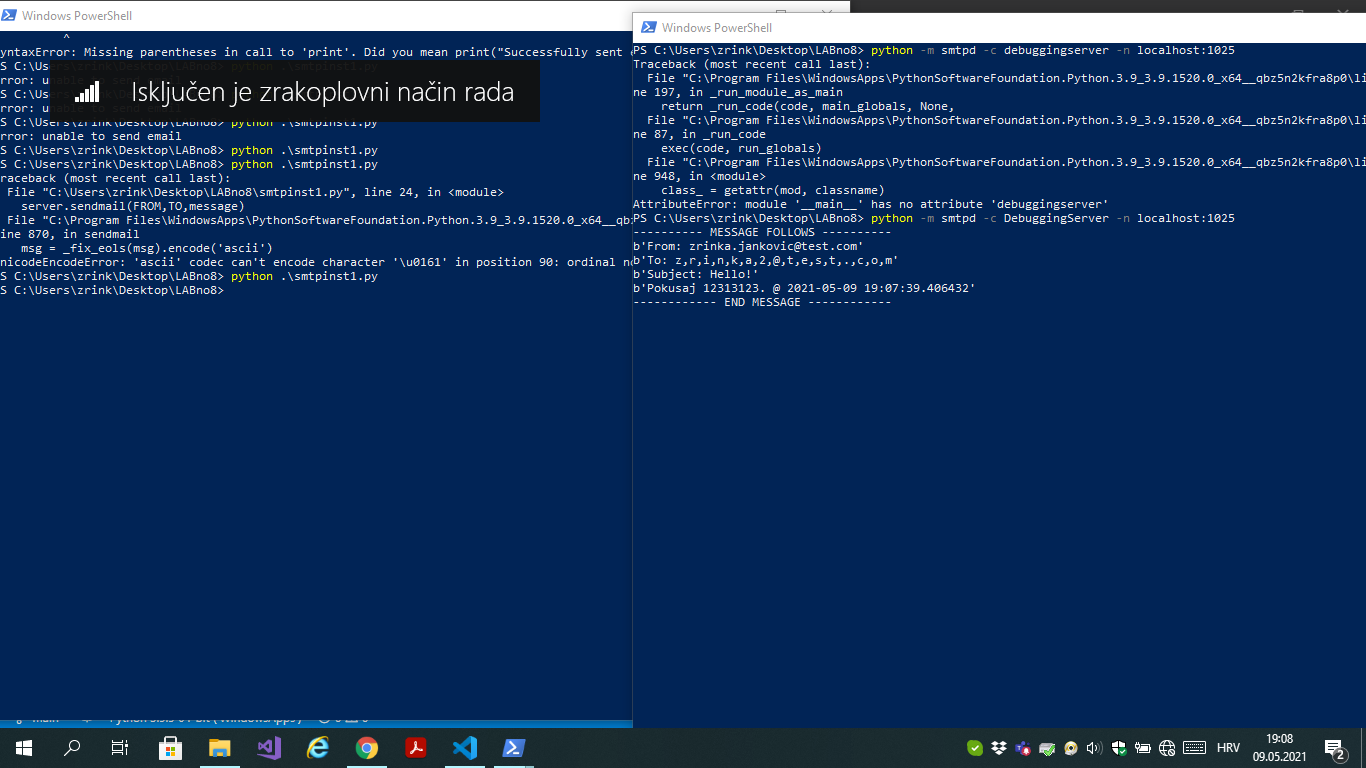 Windows PowerShell
^
yntaxError: Missing parentheses in call to 'print'. Did you mean print("Successfully sent
S C:\Us
rror: u
S C:\Us
rror: u
Isključen je zrakoplovni način rada
S C:\Users\zrink\Desktop\LABno8> python .\smtpinst1.py
rror: unable to send email
S C:\Users\zrink\Desktop\LABno8> python .\smtpinst1.py
S C:\Users\zrink\Desktop\LABno8> python .\smtpinst1.py
raceback (most recent call last):
File "C:\Users\zrink\Desktop\LABno8\smtpinst1.py", line 24, in <module>
server.sendmail(FROM,TO,message)
File "C:\Program Files\WindowsApps\PythonSoftwareFoundation.Python.3.9_3.9.1520.0_x64__qbz
ine 870, in sendmail
msg = _fix_eols(msg).encode('ascii')
nicodeEncodeError: 'ascii' codec can't encode character '\u0161' in position 90: ordinal no
S C:\Users\zrink\Desktop\LABno8> python .\smtpinst1.py
S C:\Users\zrink\Desktop\LABno8>
Windows PowerShell
PS C:\Users\zrink\Desktop\LABno8> python -m smtpd -c debuggingserver -n localhost:1025
Traceback (most recent call last):
File "C:\Program Files\WindowsApps\PythonSoftwareFoundation.Python.3.9_3.9.1520.0_x64__qbz5n2kfra8p0\li
ne 197, in _run_module_as_main
return _run_code(code, main_globals, None,
File "C:\Program Files\WindowsApps\PythonSoftwareFoundation.Python.3.9_3.9.1520.0_x64__qbz5n2kfra8p0\li
ne 87, in _run_code
exec(code, run_globals)
File "C:\Program Files\WindowsApps\PythonSoftwareFoundation.Python.3.9_3.9.1520.0_x64__qbz5n2kfra8p0\li
ne 948, in <module>
class_ = getattr(mod, classname)
AttributeError: module '__main__' has no attribute 'debuggingserver'
PS C:\Users\zrink\Desktop\LABno8> python -m smtpd -c DebuggingServer -n localhost:1025
---------- MESSAGE FOLLOWS ----------
b'From: zrinka.jankovic@test.com'
b'To: z,r,i,n,k,a,2,@,t,e,s,t,.,c,o,m'
b'Subject: Hello!'
b'Pokusaj 12313123. @ 2021-05-09 19:07:39.406432'
------------ END MESSAGE ------------
HRV
19:08
09.05.2021
2